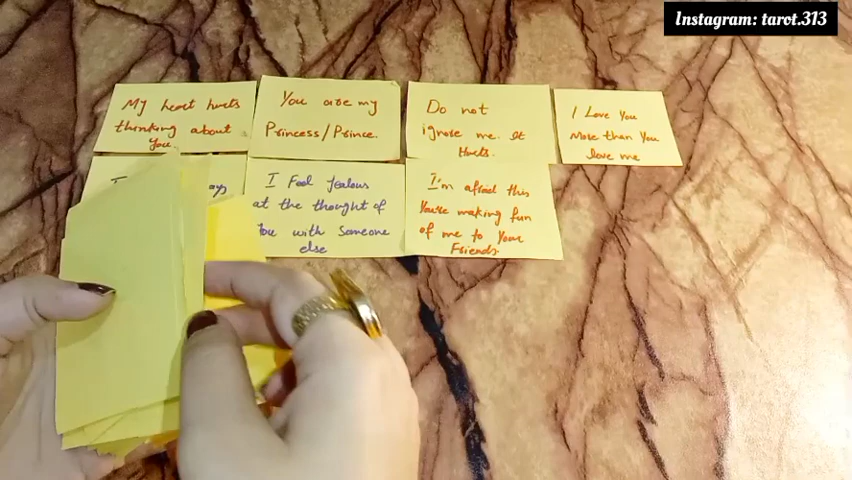 Instagram: tarot.313
My heart hurts
thinking about
you.
You are my
Princess/Prince.
Do not
ignore me. It
Hurts.
I Love You
More than You
love me
I
I Feel Jealous
at the thought of
You with Someone
else
I'm afraid this
You're making fun
of me to Your
Friends.